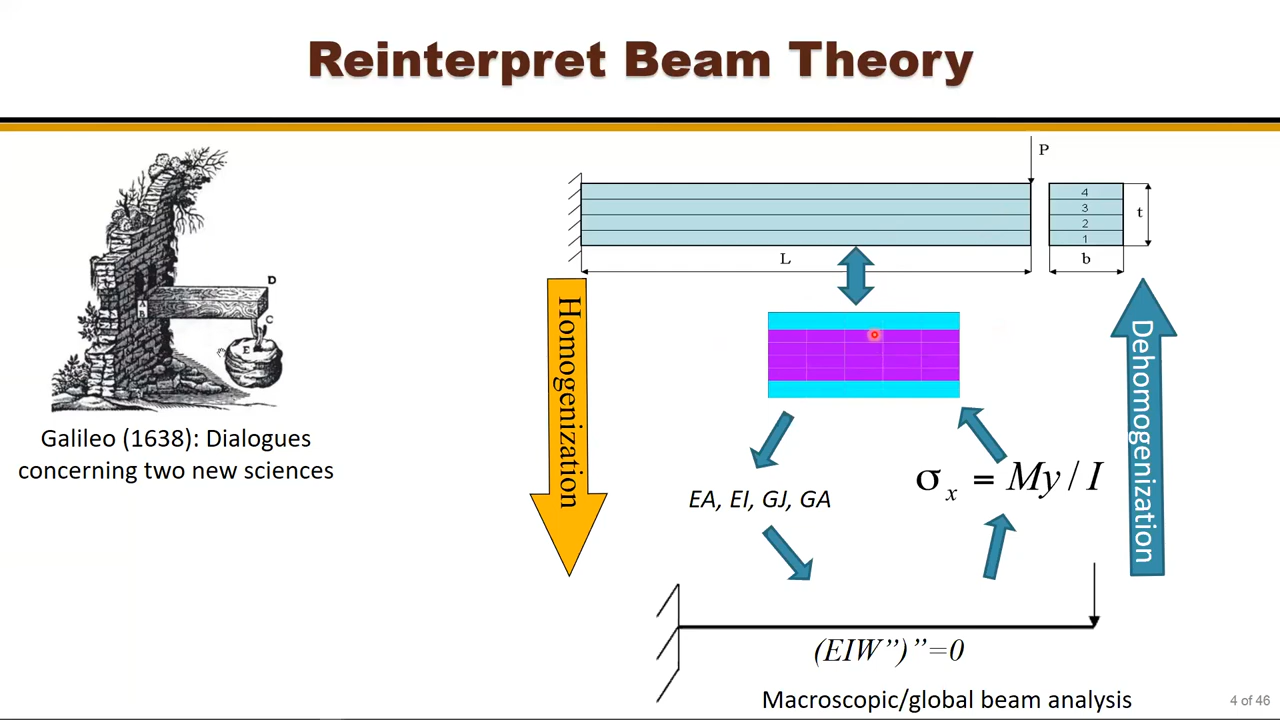 Reinterpret Beam Theory
P
4
3
2
1
t
L
b
D
A
B
C
E
Homogenization
Dehomogenization
Galileo (1638): Dialogues
concerning two new sciences
EA, EI, GJ, GA
σx = My / I
(EIW”)”=0
Macroscopic/global beam analysis
4 of 46